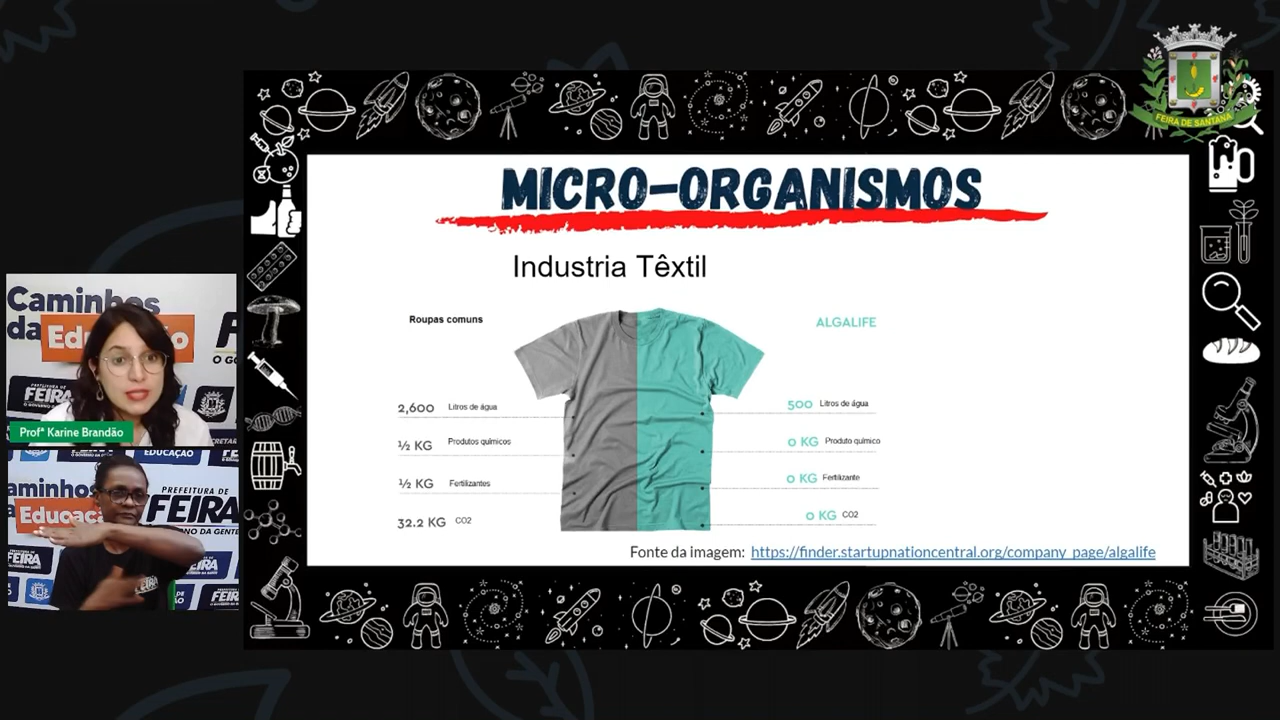 FEIRA DE SANTANA
MICRO-ORGANISMOS
Industria Têxtil
Roupas comuns
ALGALIFE
2,600 Litros de água
½ KG Produtos químicos
½ KG Fertilizantes
32.2 KG CO2
500 Litros de água
0 KG Produto químico
0 KG Fertilizante
0 KG CO2
Fonte da imagem: https://finder.startupnationcentral.org/company_page/algalife
Caminhos
da Educação
FEIRA
Profª Karine Brandão
EDUCAÇÃO
PREFEITURA DE
FEIRA